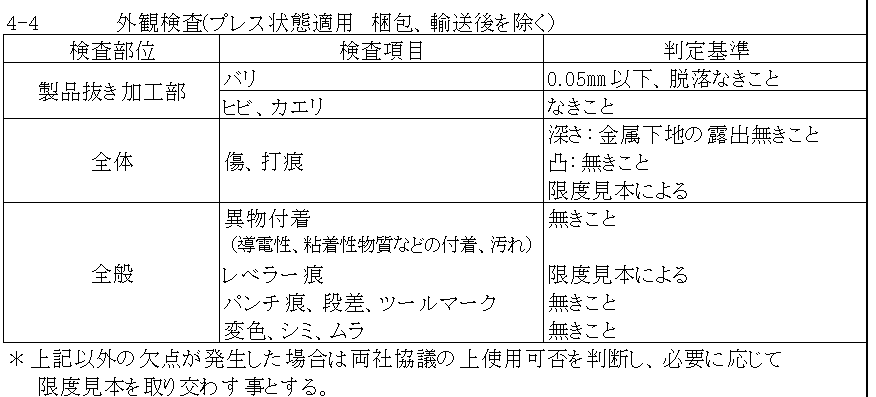 4-4 外観検査(プレス状態適用 梱包、輸送後を除く)
検査部位 検査項目 判定基準
製品抜き加工部 バリ 0.05mm以下、脱落なきこと
ヒビ、カエリ なきこと
全体 傷、打痕 深さ:金属下地の露出無きこと
凸:無きこと
限度見本による
全般 異物付着 無きこと
(導電性、粘着性物質などの付着、汚れ)
レベラー痕 限度見本による
パンチ痕、段差、ツールマーク 無きこと
変色、シミ、ムラ 無きこと
*上記以外の欠点が発生した場合は両社協議の上使用可否を判断し、必要に応じて
限度見本を取り交わす事とする。